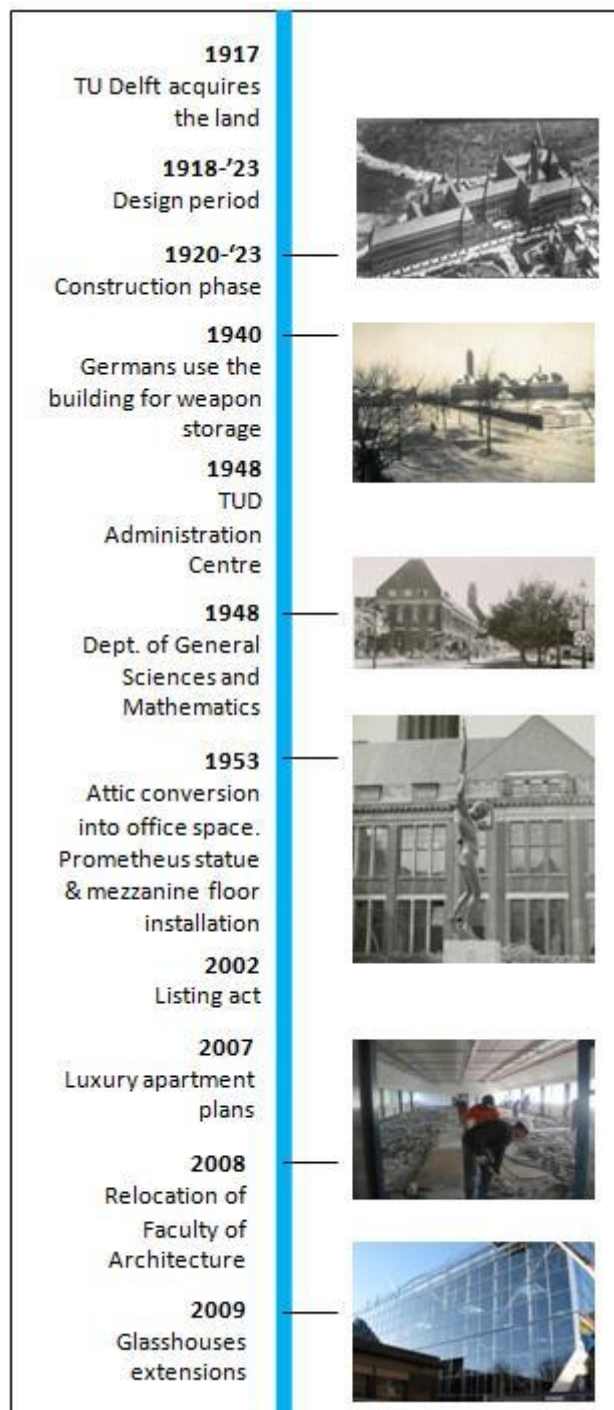 1917
TU Delft acquires
the land
1918-’23
Design period
1920-‘23
Construction phase
1940
Germans use the
building for weapon
storage
1948
TUD
Administration
Centre
1948
Dept. of General
Sciences and
Mathematics
1953
Attic conversion
into office space.
Prometheus statue
& mezzanine floor
installation
2002
Listing act
2007
Luxury apartment
plans
2008
Relocation of
Faculty of
Architecture
2009
Glasshouses
extensions